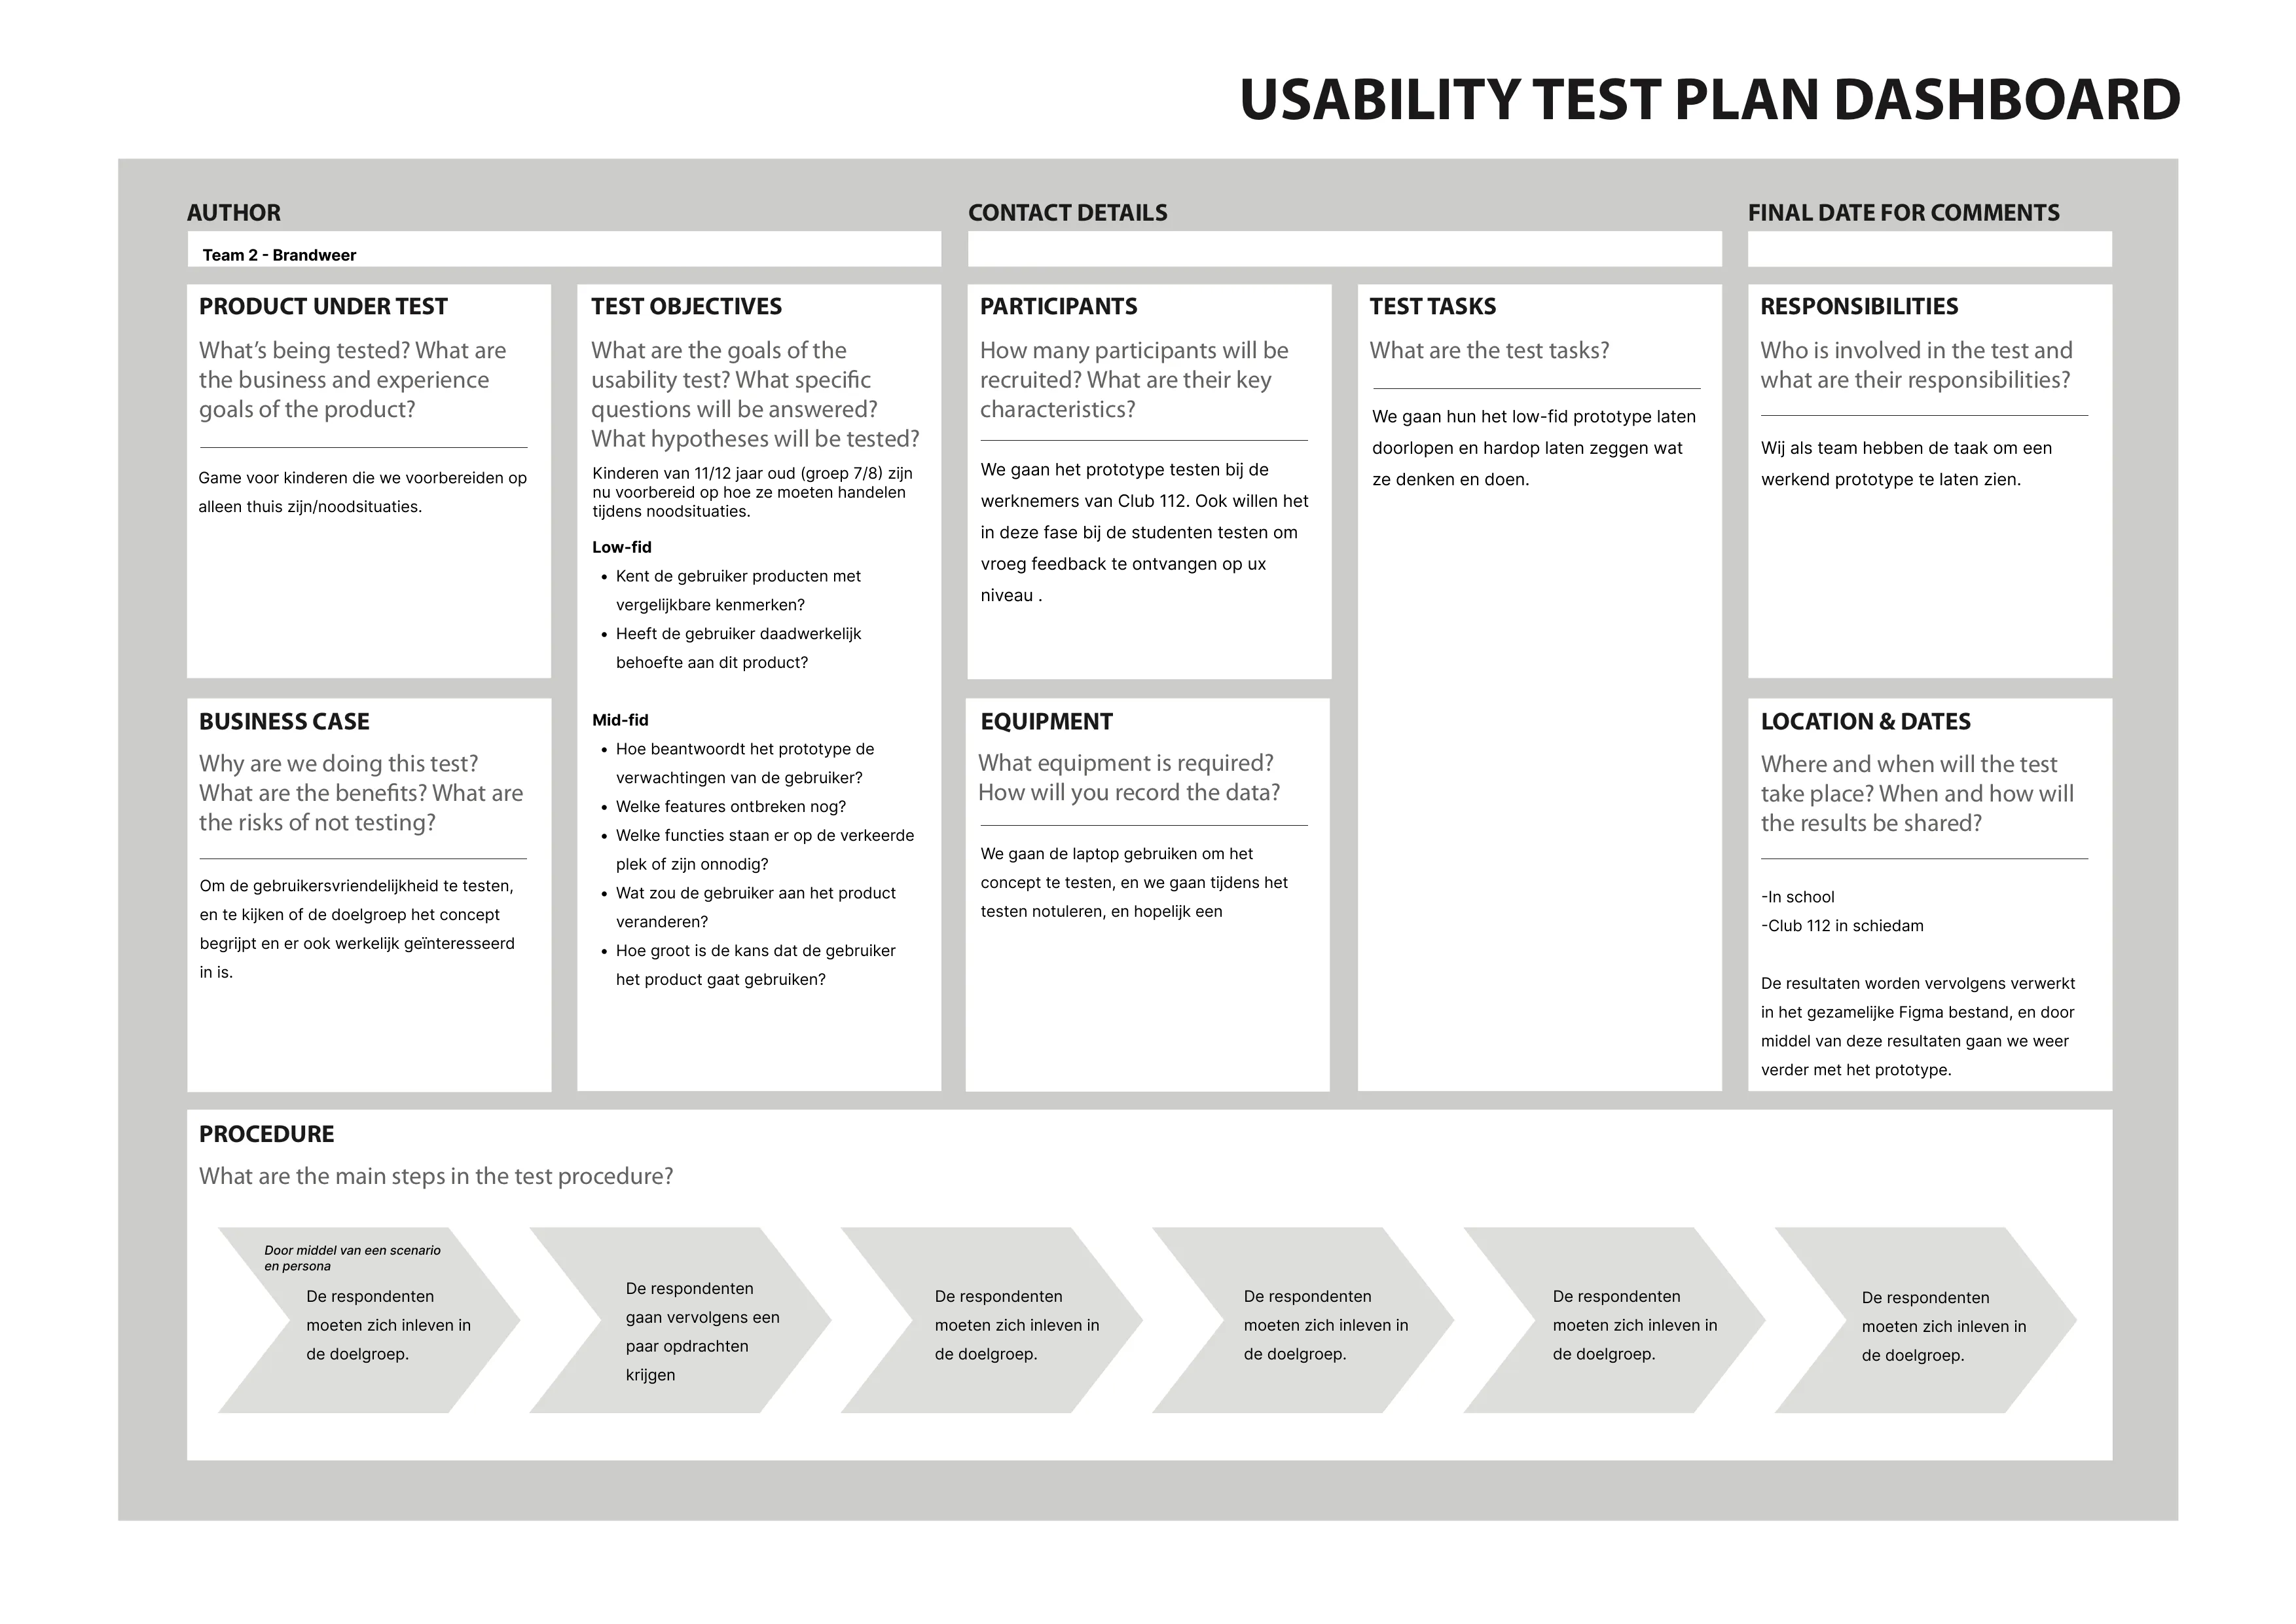 USABILITY TEST PLAN DASHBOARD
AUTHOR
Team 2 - Brandweer
CONTACT DETAILS
FINAL DATE FOR COMMENTS
PRODUCT UNDER TEST
What's being tested? What are
the business and experience
goals of the product?
Game voor kinderen die we voorbereiden op
alleen thuis zijn/noodsituaties.
BUSINESS CASE
Why are we doing this test?
What are the benefits? What are
the risks of not testing?
Om de gebruikersvriendelijkheid te testen,
en te kijken of de doelgroep het concept
begrijpt en er ook werkelijk geïnteresseerd
in is.
TEST OBJECTIVES
What are the goals of the
usability test? What specific
questions will be answered?
What hypotheses will be tested?
Kinderen van 11/12 jaar oud (groep 7/8) zijn
nu voorbereid op hoe ze moeten handelen
tijdens noodsituaties.
Low-fid
• Kent de gebruiker producten met
vergelijkbare kenmerken?
• Heeft de gebruiker daadwerkelijk
behoefte aan dit product?
Mid-fid
• Hoe beantwoordt het prototype de
verwachtingen van de gebruiker?
• Welke features ontbreken nog?
• Welke functies staan er op de verkeerde
plek of zijn onnodig?
• Wat zou de gebruiker aan het product
veranderen?
• Hoe groot is de kans dat de gebruiker
het product gaat gebruiken?
PARTICIPANTS
How many participants will be
recruited? What are their key
characteristics?
We gaan het prototype testen bij de
werknemers van Club 112. Ook willen het
in deze fase bij de studenten testen om
vroeg feedback te ontvangen op ux
niveau .
EQUIPMENT
What equipment is required?
How will you record the data?
We gaan de laptop gebruiken om het
concept te testen, en we gaan tijdens het
testen notuleren, en hopelijk een
TEST TASKS
What are the test tasks?
We gaan hun het low-fid prototype laten
doorlopen en hardop laten zeggen wat
ze denken en doen.
RESPONSIBILITIES
Who is involved in the test and
what are their responsibilities?
Wij als team hebben de taak om een
werkend prototype te laten zien.
LOCATION & DATES
Where and when will the test
take place? When and how will
the results be shared?
-In school
-Club 112 in schiedam
De resultaten worden vervolgens verwerkt
in het gezamelijke Figma bestand, en door
middel van deze resultaten gaan we weer
verder met het prototype.
PROCEDURE
What are the main steps in the test procedure?
Door middel van een scenario
en persona
De respondenten
moeten zich inleven in
de doelgroep.
De respondenten
gaan vervolgens een
paar opdrachten
krijgen
De respondenten
moeten zich inleven in
de doelgroep.
De respondenten
moeten zich inleven in
de doelgroep.
De respondenten
moeten zich inleven in
de doelgroep.
De respondenten
moeten zich inleven in
de doelgroep.